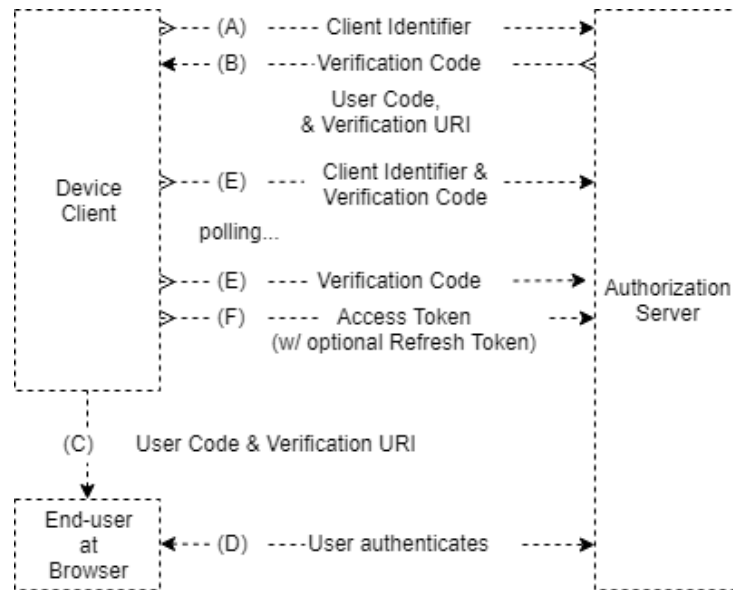 (A) Client Identifier
(B) Verification Code
User Code,
& Verification URI
Device
Client
(E) Client Identifier &
Verification Code
polling...
(E) Verification Code
(F) Access Token
(w/ optional Refresh Token)
Authorization
Server
(C) User Code & Verification URI
End-user
at
Browser
(D) User authenticates